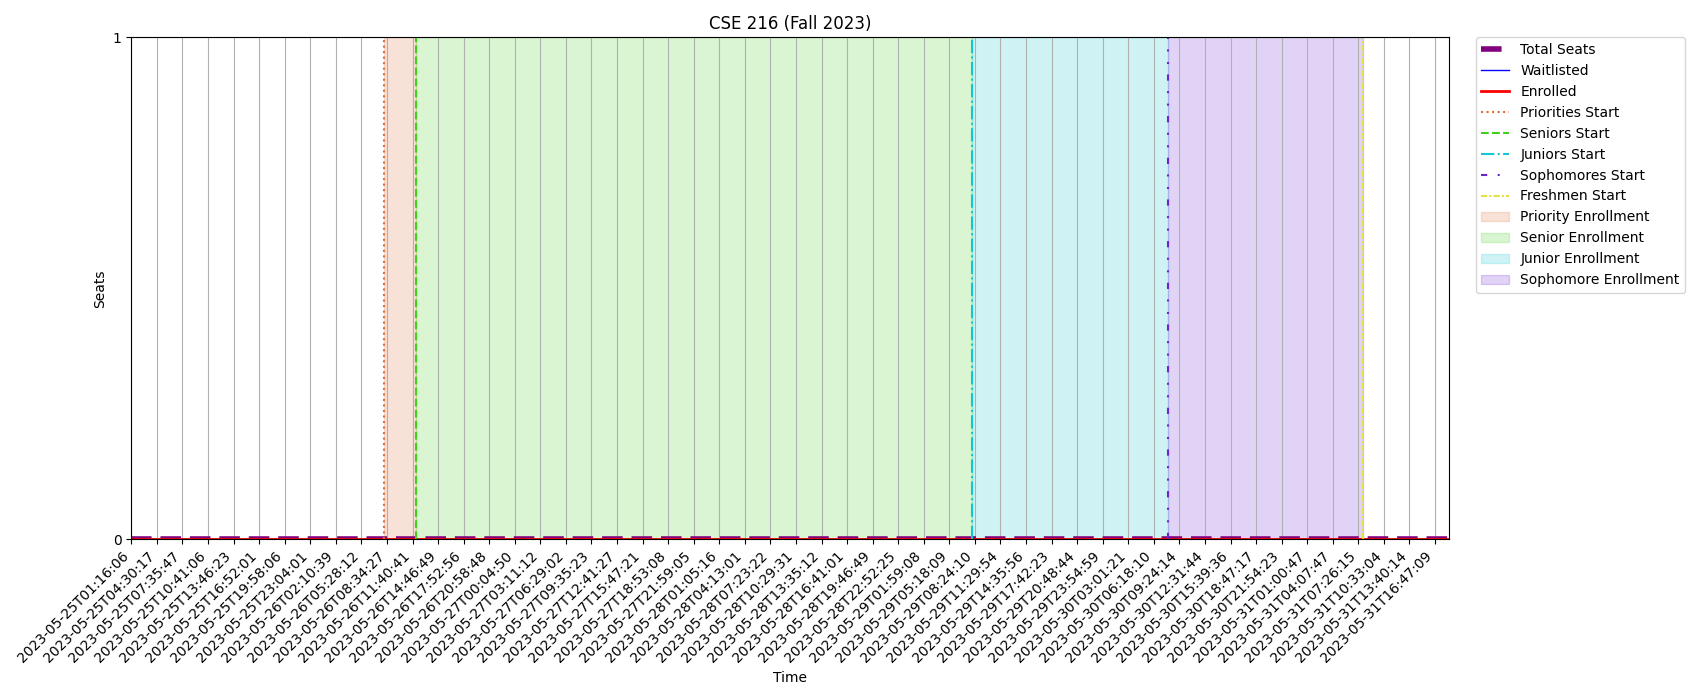 CSE 216 (Fall 2023)
1
0
Seats
2023-05-25T01:16:06
2023-05-25T04:30:17
2023-05-25T07:35:47
2023-05-25T10:41:06
2023-05-25T13:46:23
2023-05-25T16:52:01
2023-05-25T19:58:06
2023-05-25T23:04:01
2023-05-26T02:10:39
2023-05-26T05:28:12
2023-05-26T08:34:27
2023-05-26T11:40:41
2023-05-26T14:46:49
2023-05-26T17:52:56
2023-05-26T20:58:48
2023-05-27T00:04:50
2023-05-27T03:11:12
2023-05-27T06:29:02
2023-05-27T09:35:23
2023-05-27T12:41:27
2023-05-27T15:47:21
2023-05-27T18:53:08
2023-05-27T21:59:05
2023-05-28T01:05:16
2023-05-28T04:13:01
2023-05-28T07:23:22
2023-05-28T10:29:31
2023-05-28T13:35:12
2023-05-28T16:41:01
2023-05-28T19:46:49
2023-05-28T22:52:25
2023-05-29T01:59:08
2023-05-29T05:18:09
2023-05-29T08:24:10
2023-05-29T11:29:54
2023-05-29T14:35:56
2023-05-29T17:42:23
2023-05-29T20:48:44
2023-05-29T23:54:59
2023-05-30T03:01:21
2023-05-30T06:18:10
2023-05-30T09:24:14
2023-05-30T12:31:44
2023-05-30T15:39:36
2023-05-30T18:47:17
2023-05-30T21:54:23
2023-05-31T01:00:47
2023-05-31T04:07:47
2023-05-31T07:26:15
2023-05-31T10:33:04
2023-05-31T13:40:14
2023-05-31T16:47:09
Time
Total Seats
Waitlisted
Enrolled
Priorities Start
Seniors Start
Juniors Start
Sophomores Start
Freshmen Start
Priority Enrollment
Senior Enrollment
Junior Enrollment
Sophomore Enrollment